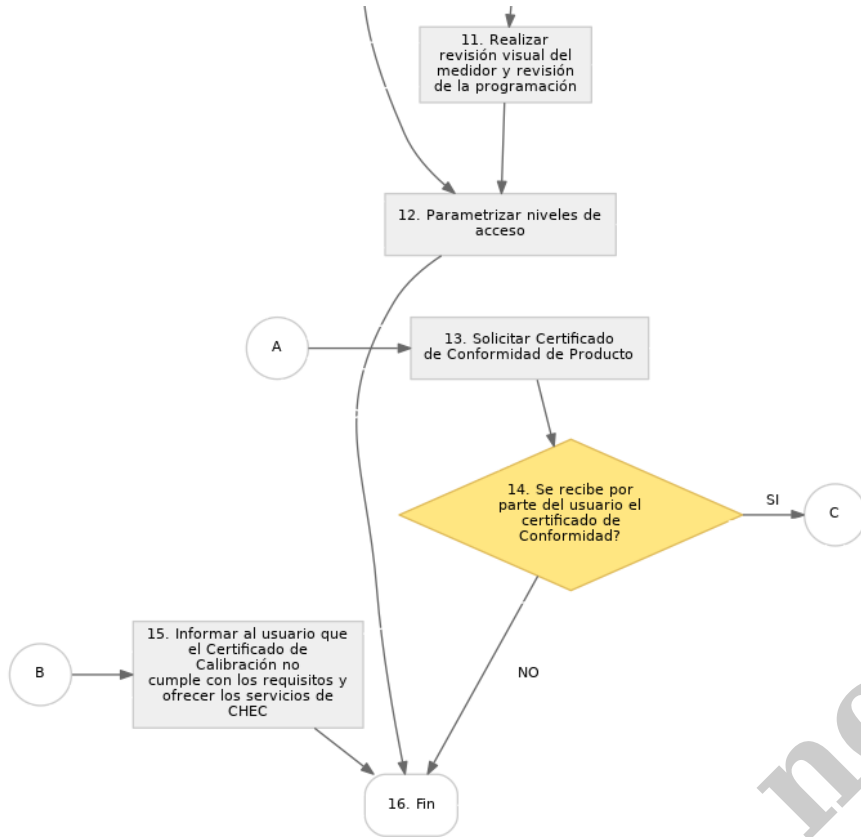 11. Realizar
revisión visual del
medidor y revisión
de la programación
12. Parametrizar niveles de
acceso
A
13. Solicitar Certificado
de Conformidad de Producto
14. Se recibe por
parte del usuario el
certificado de
Conformidad?
SI
C
15. Informar al usuario que
el Certificado de
Calibración no
cumple con los requisitos y
ofrecer los servicios de
CHEC
B
NO
16. Fin